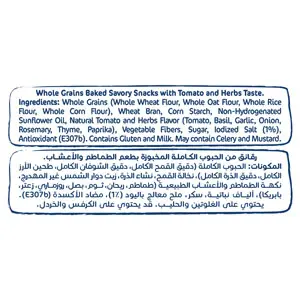 Whole Grains Baked Savory Snacks with Tomato and Herbs Taste.
Ingredients: Whole Grains (Whole Wheat Flour, Whole Oat Flour, Whole Rice
Flour, Whole Corn Flour), Wheat Bran, Corn Starch, Non-Hydrogenated
Sunflower Oil, Natural Tomato and Herbs Flavor (Tomato, Basil, Garlic, Onion,
Rosemary, Thyme, Paprika), Vegetable Fibers, Sugar, Iodized Salt (1%),
Antioxidant (E307b). Contains Gluten and Milk. May contain Celery and Mustard.
رقائق من الحبوب الكاملة المخبوزة بطعم الطماطم والأعشاب.
المكونات: الحبوب الكاملة (دقيق القمح الكامل، دقيق الشوفان الكامل، طحين الأرز
الكامل، دقيق الذرة الكامل)، نخالة القمح، نشاء الذرة، زيت دوار الشمس غير المهدرج،
نكهة الطماطم والأعشاب الطبيعية (طماطم، ريحان، ثوم، بصل، روزماري، زعتر،
بابريكا)، ألياف نباتية، سكر، ملح معالج باليود (1٪)، مضاد الأكسدة (E307b).
يحتوي على الغلوتين والحليب. قد يحتوي على الكرفس والخردل.